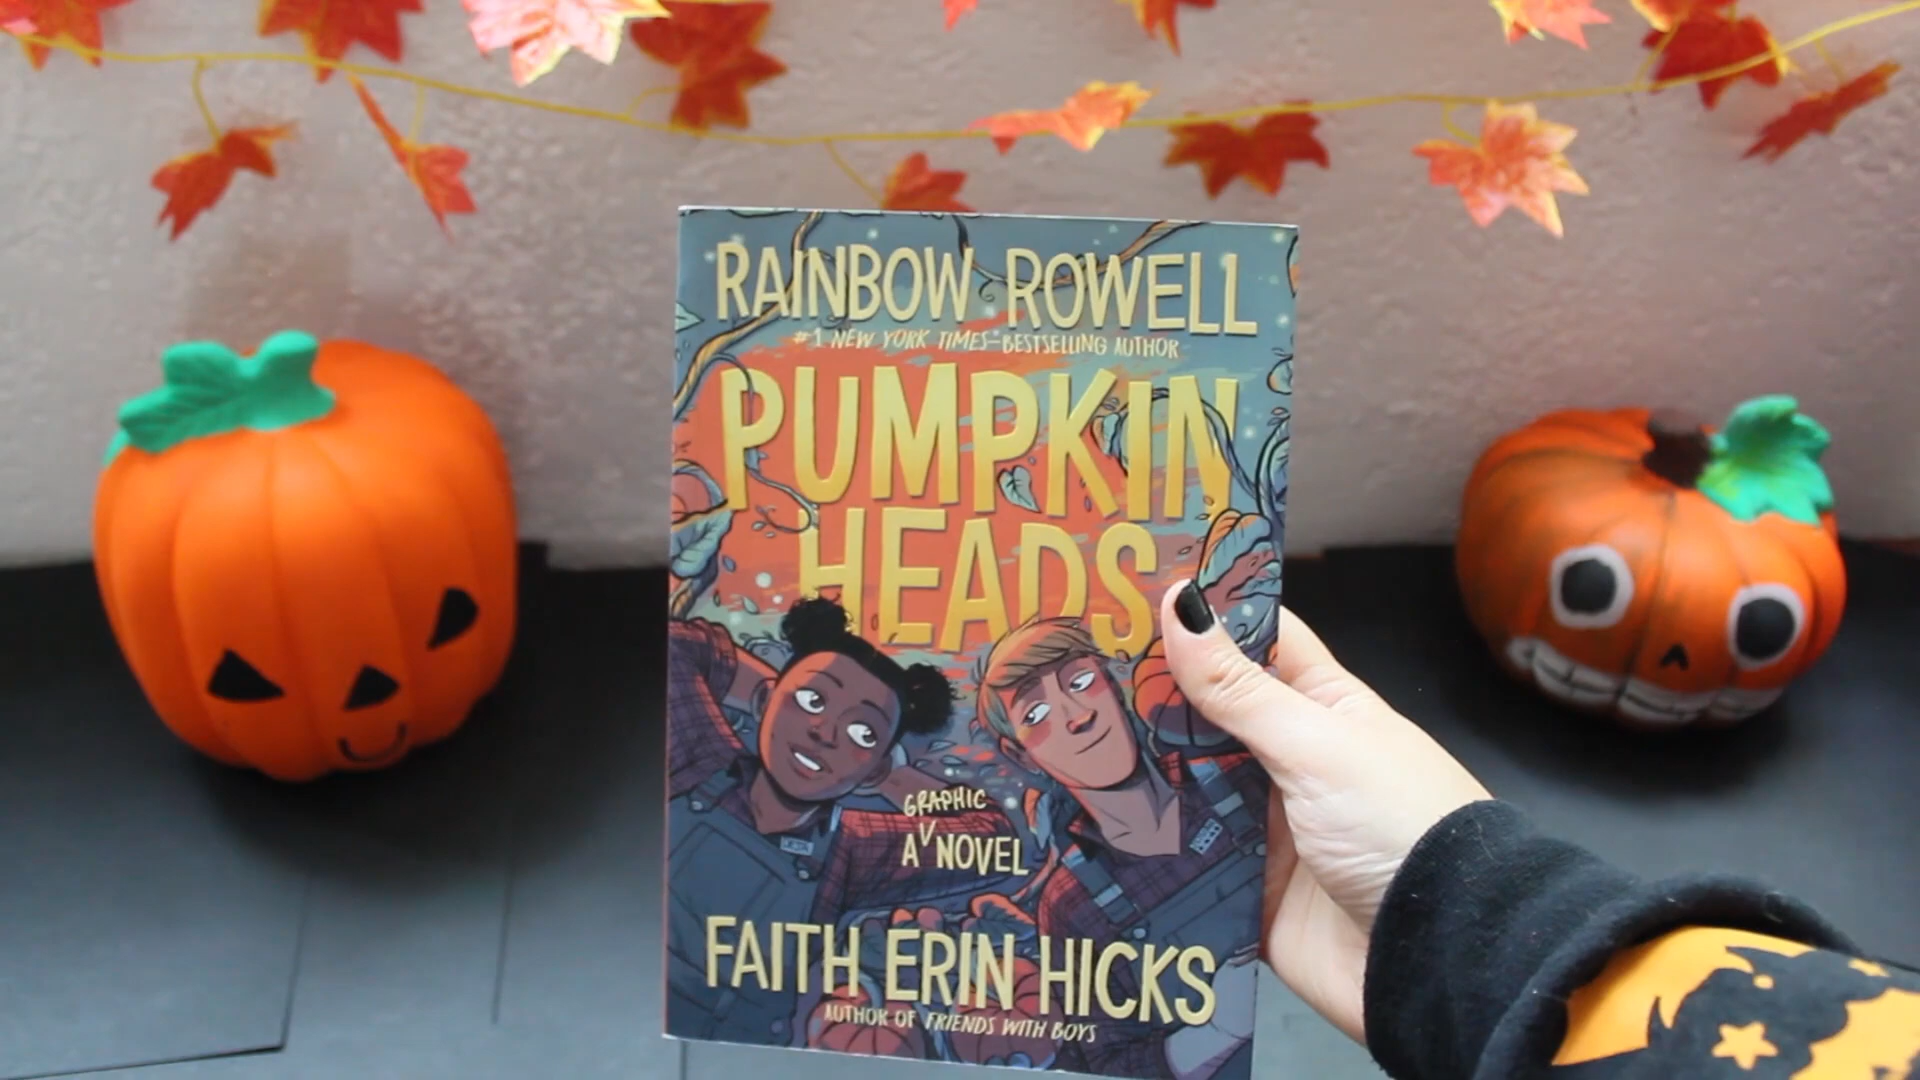 RAINBOW ROWELL
#1 NEW YORK TIMES-BESTSELLING AUTHOR
PUMPKIN
HEADS
GRAPHIC
A NOVEL
FAITH ERIN HICKS
AUTHOR OF FRIENDS WITH BOYS